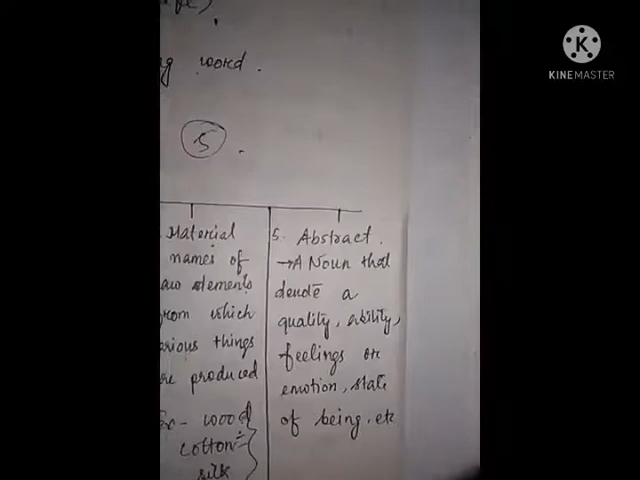 word.
5.
Material
names of
elements
from which
things
produced
Ex- wood
cotton
silk
5. Abstract.
→ A Noun that
denote a
quality, ability,
feelings or
emotion, state
of being, etc
KINEMASTER